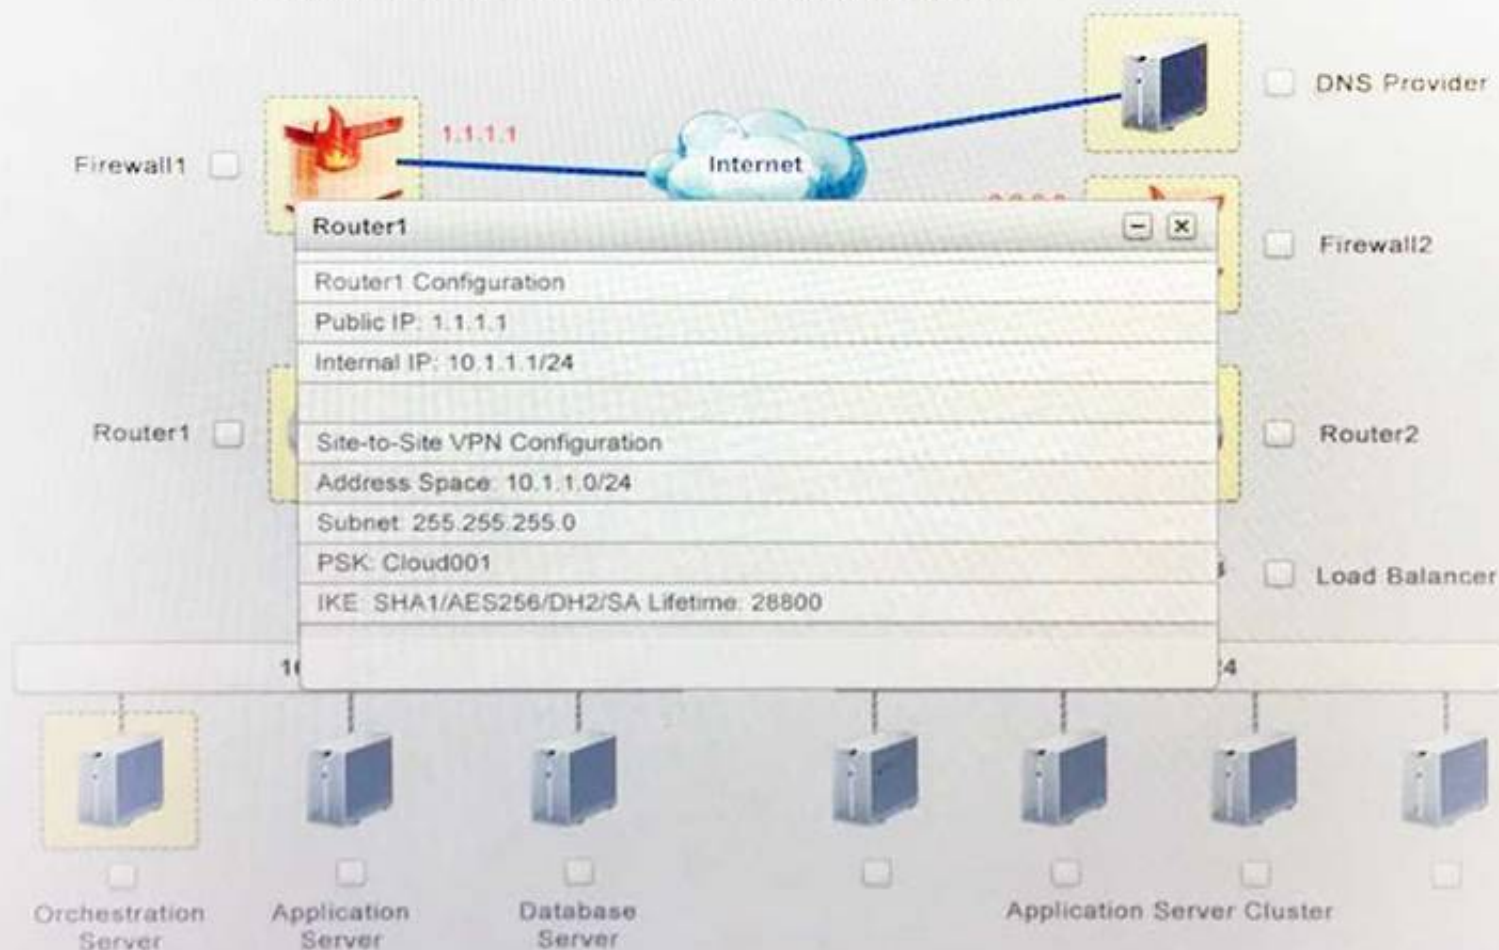 DNS Provider
1.1.1.1
Firewall1
Internet
Router1
Firewall2
Router1 Configuration
Public IP: 1.1.1.1
Internal IP: 10.1.1.1/24
Router1
Router2
Site-to-Site VPN Configuration
Address Space: 10.1.1.0/24
Subnet: 255.255.255.0
PSK: Cloud001
Load Balancer
IKE: SHA1/AES256/DH2/SA Lifetime: 28800
Orchestration Server
Application Server
Database Server
Application Server Cluster